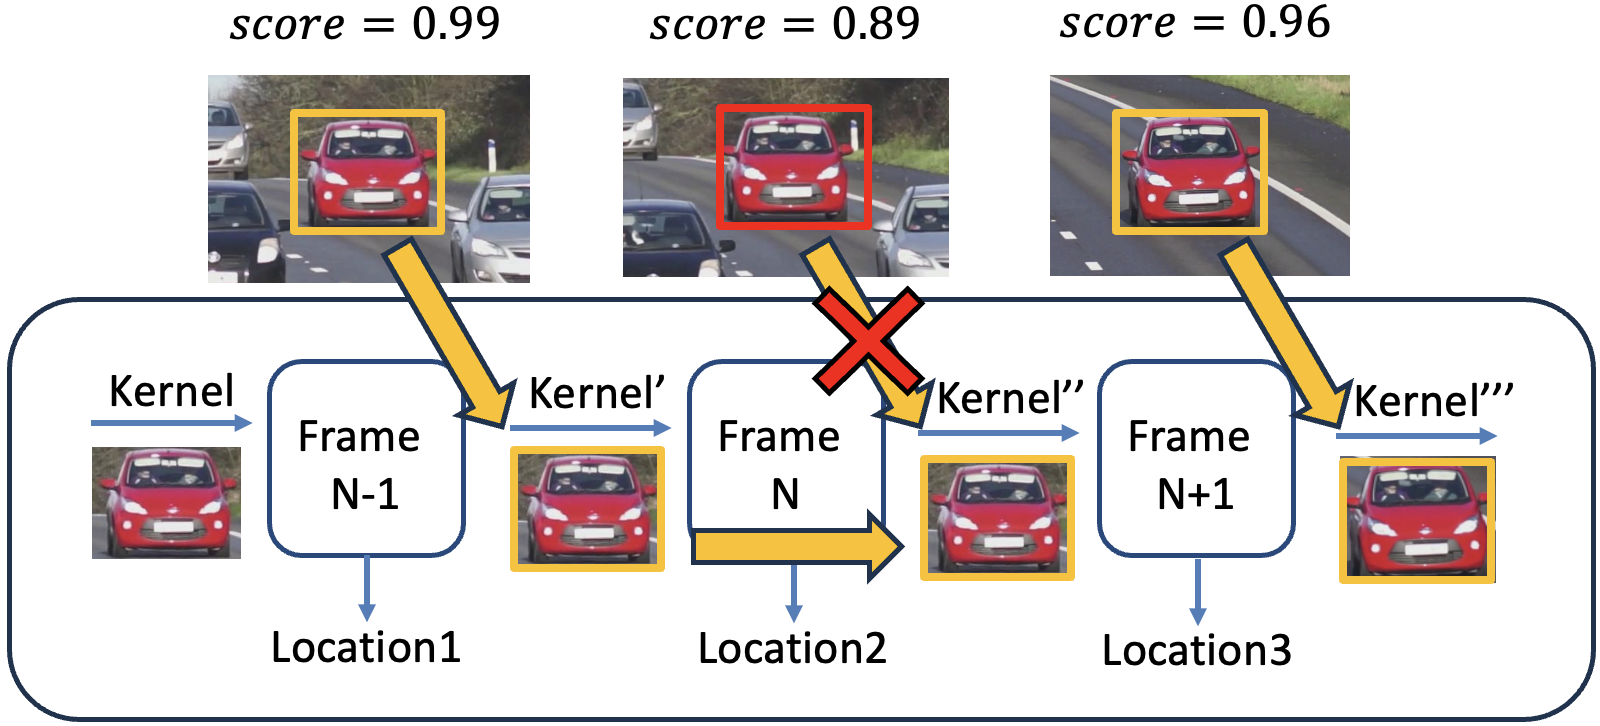 score = 0.99
score = 0.89
score = 0.96
Kernel
Frame
N-1
Kernel’
Frame
N
Kernel’’
Frame
N+1
Kernel’’’
Location1
Location2
Location3